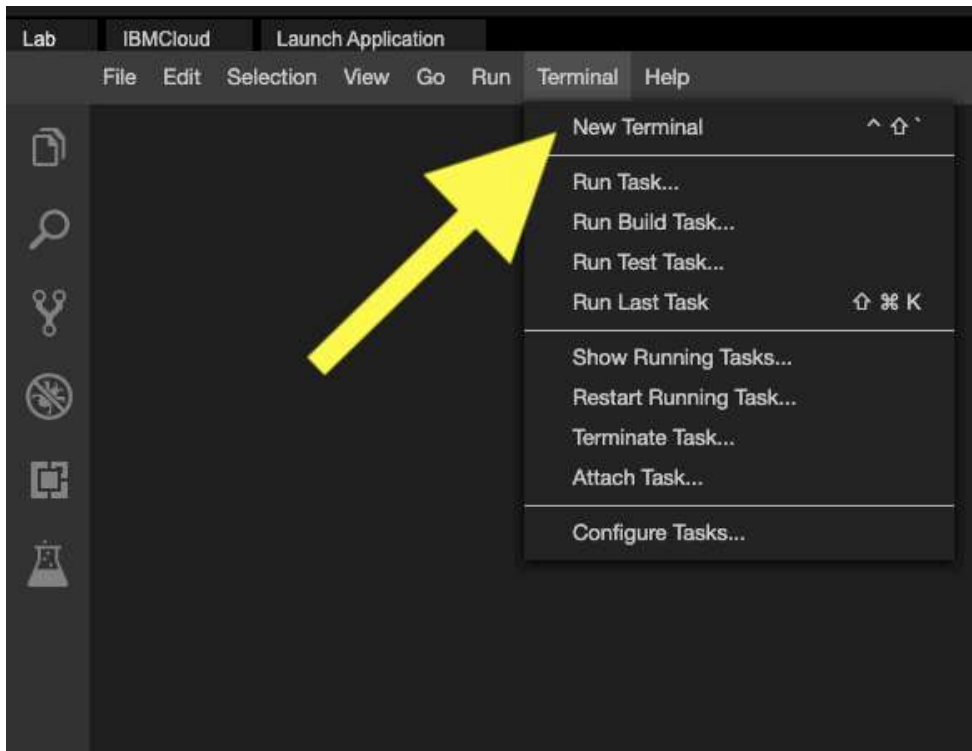 Lab IBMCloud Launch Application
File Edit Selection View Go Run Terminal Help
New Terminal ^ ⇧ `
Run Task...
Run Build Task...
Run Test Task...
Run Last Task ⇧ ⌘ K
Show Running Tasks...
Restart Running Task...
Terminate Task...
Attach Task...
Configure Tasks...